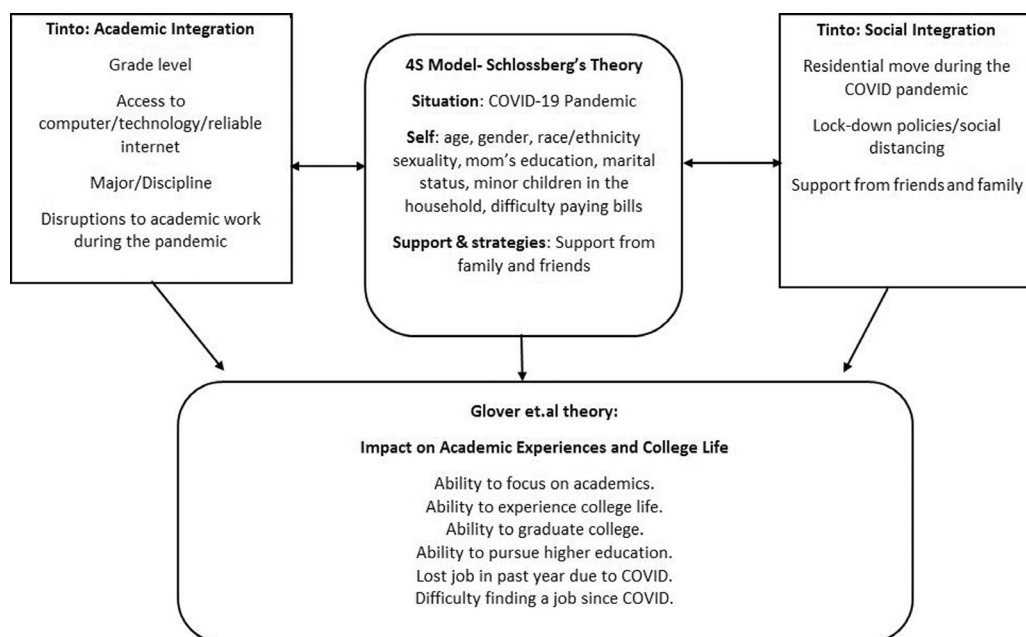 Tinto: Academic Integration
Grade level
Access to
computer/technology/reliable
internet
Major/Discipline
Disruptions to academic work
during the pandemic
4S Model- Schlossberg's Theory
Situation: COVID-19 Pandemic
Self: age, gender, race/ethnicity
sexuality, mom's education, marital
status, minor children in the
household, difficulty paying bills
Support & strategies: Support from
family and friends
Tinto: Social Integration
Residential move during the
COVID pandemic
Lock-down policies/social
distancing
Support from friends and family
Glover et.al theory:
Impact on Academic Experiences and College Life
Ability to focus on academics.
Ability to experience college life.
Ability to graduate college.
Ability to pursue higher education.
Lost job in past year due to COVID.
Difficulty finding a job since COVID.